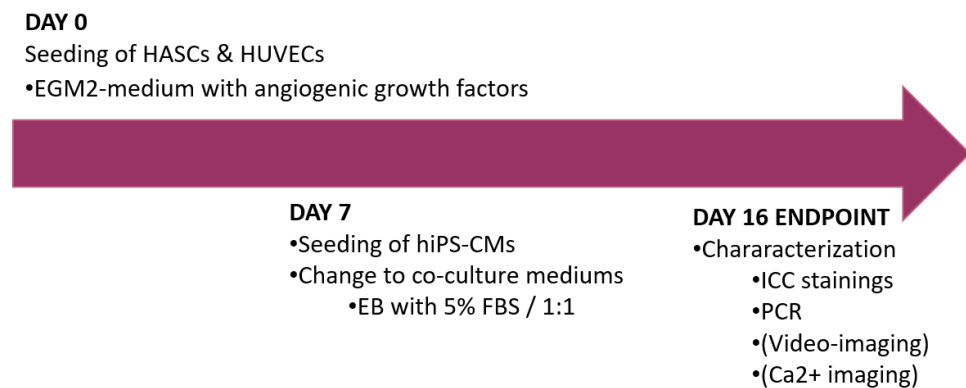 DAY 0
Seeding of HASCs & HUVECs
•EGM2-medium with angiogenic growth factors
DAY 7
•Seeding of hiPS-CMs
•Change to co-culture mediums
•EB with 5% FBS / 1:1
DAY 16 ENDPOINT
•Chararacterization
•ICC stainings
•PCR
•(Video-imaging)
•(Ca2+ imaging)